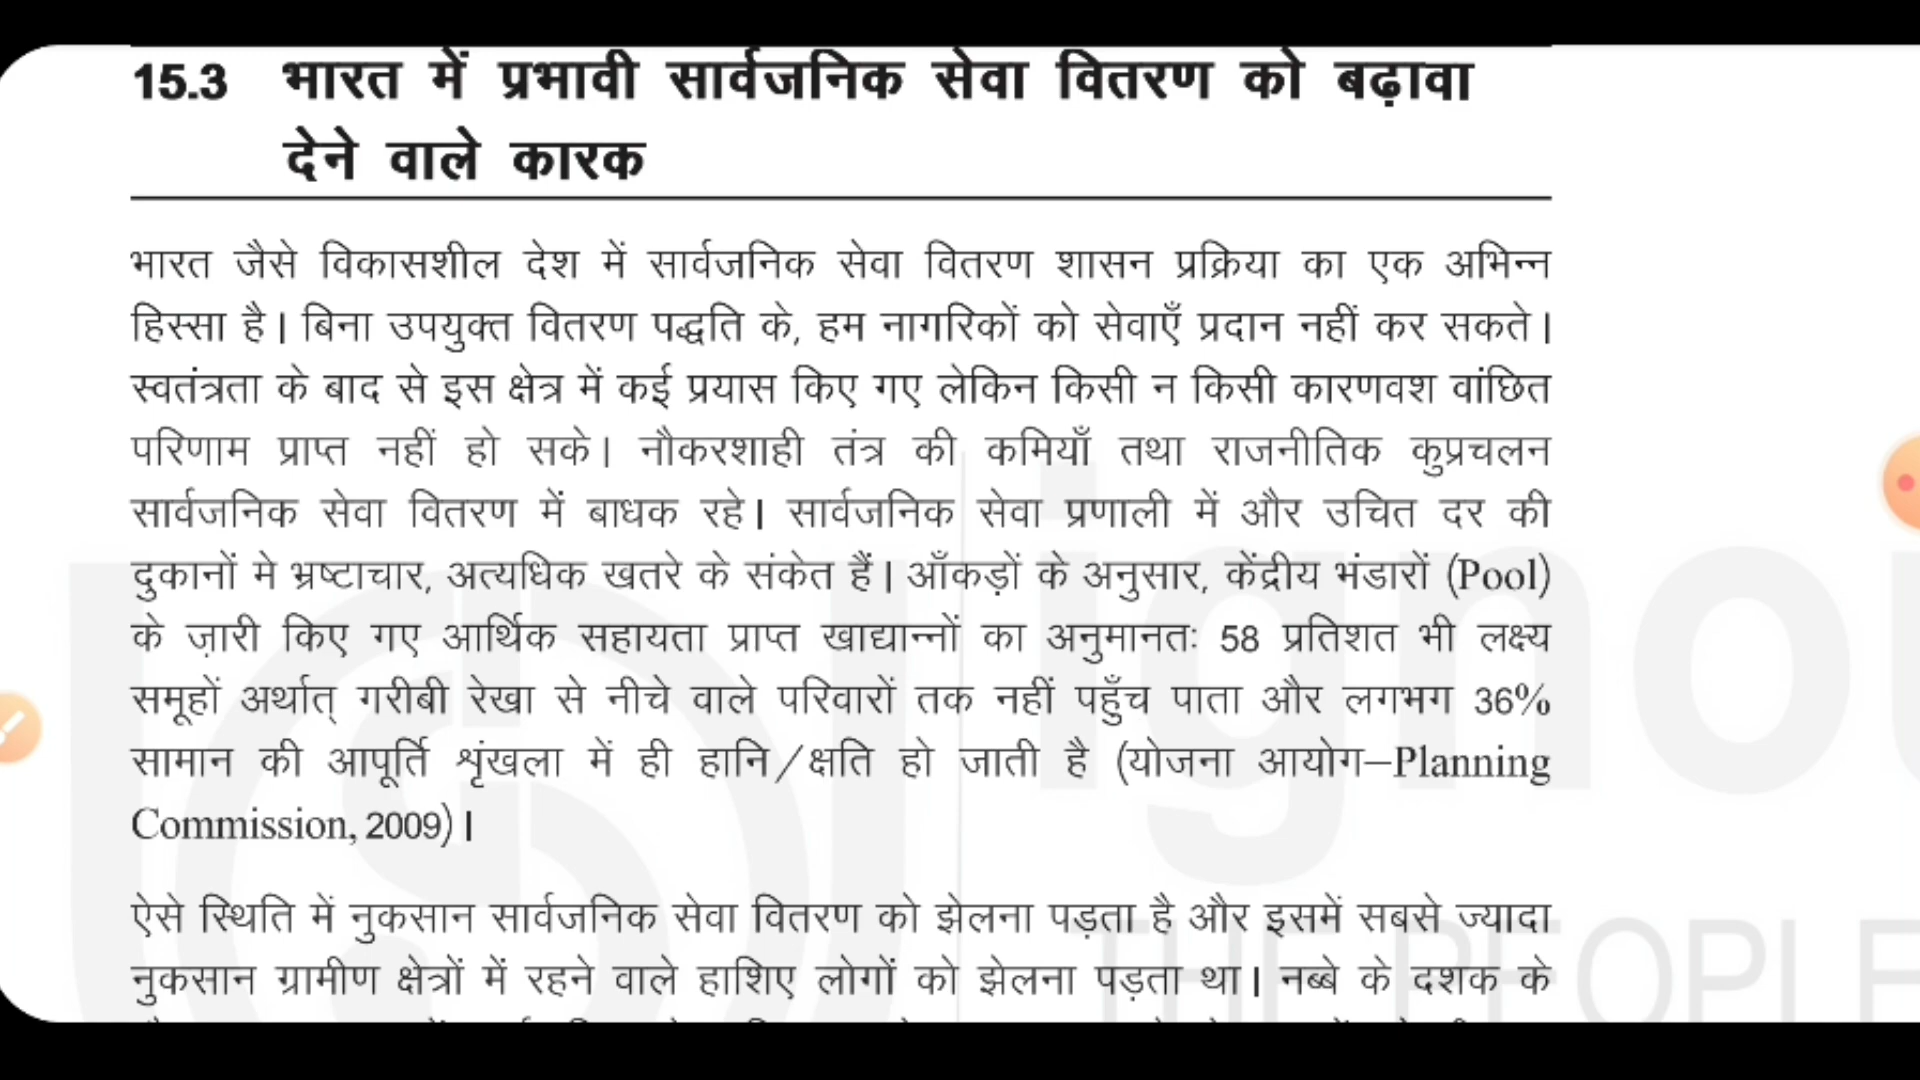 15.3 भारत में प्रभावी सार्वजनिक सेवा वितरण को बढ़ावा
देने वाले कारक
भारत जैसे विकासशील देश में सार्वजनिक सेवा वितरण शासन प्रक्रिया का एक अभिन्न
हिस्सा है। बिना उपयुक्त वितरण पद्धति के, हम नागरिकों को सेवाएँ प्रदान नहीं कर सकते।
स्वतंत्रता के बाद से इस क्षेत्र में कई प्रयास किए गए लेकिन किसी न किसी कारणवश वांछित
परिणाम प्राप्त नहीं हो सके। नौकरशाही तंत्र की कमियाँ तथा राजनीतिक कुप्रचलन
सार्वजनिक सेवा वितरण में बाधक रहे। सार्वजनिक सेवा प्रणाली में और उचित दर की
दुकानों मे भ्रष्टाचार, अत्यधिक खतरे के संकेत हैं। आँकड़ों के अनुसार, केंद्रीय भंडारों (Pool)
के ज़ारी किए गए आर्थिक सहायता प्राप्त खाद्यान्नों का अनुमानतः 58 प्रतिशत भी लक्ष्य
समूहों अर्थात् गरीबी रेखा से नीचे वाले परिवारों तक नहीं पहुँच पाता और लगभग 36%
सामान की आपूर्ति शृंखला में ही हानि/क्षति हो जाती है (योजना आयोग–Planning
Commission, 2009)।
ऐसे स्थिति में नुकसान सार्वजनिक सेवा वितरण को झेलना पड़ता है और इसमें सबसे ज्यादा
नुकसान ग्रामीण क्षेत्रों में रहने वाले हाशिए लोगों को झेलना पड़ता था। नब्बे के दशक के
ignou
THE PEOPLE